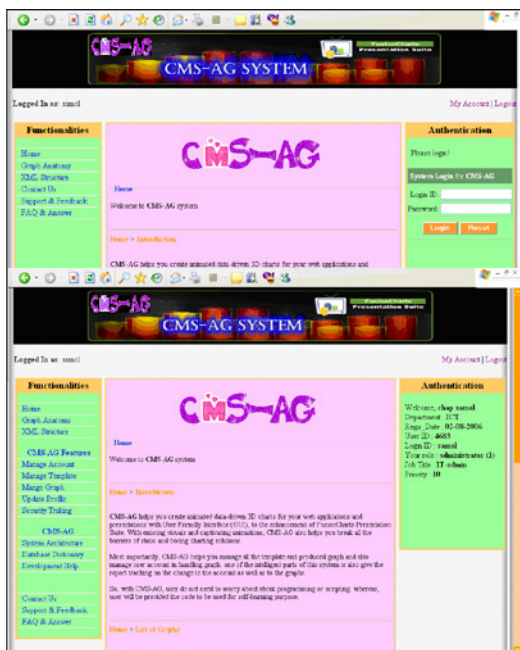 CMS-AG
FusionCharts
Presentation Suite
CMS-AG SYSTEM
Logged In as: samsl
My Account | Logout
Functionalities
Home
Graph Anatomy
XML Structure
Contact Us
Support & Feedback
FAQ & Answer
CMS-AG
Home
Welcome to CMS-AG system
Home > Introduction
CMS-AG helps you create animated data-driven 3D charts for your web applications and
Authentication
Please login!
System Login for CMS-AG
Login ID:
Password:
Login Reset
CMS-AG
FusionCharts
Presentation Suite
CMS-AG SYSTEM
Logged In as: samsl
My Account | Logout
Functionalities
Home
Graph Anatomy
XML Structure
CMS-AG Features
Manage Account
Manage Template
Mange Graph
Update Profile
Security Traking
CMS-AG
System Architecture
Database Dictionary
Development Help
Contact Us
Support & Feedback
FAQ & Answer
CMS-AG
Home
Welcome to CMS-AG system
Home > Introduction
CMS-AG helps you create animated data-driven 3D charts for your web applications and
presentations with User Friendly Interface (GUI), to the enhancement of FusionCharts Presentation
Suite. With enticing visuals and captivating animations, CMS-AG also helps you break all the
barriers of static and boring charting solutions.
Most importantly, CMS-AG helps you manage all the template and produced graph and also
manage user account in handling graph. one of the intelligent parts of this system is also give the
report tracking on the change to the account as well as to the graphs.
So, with CMS-AG, user do not need to worry about about programming or scripting. whereas,
user will be provided the code to be used for self-learning purpose.
Home > List of Graphs
Authentication
Welcome, chap samsl
Department : ICT
Regs_Date : 02-08-2006
User ID : 4683
Login ID : samsl
Your role : administrator (1)
Job Title : IT-admin
Priority : 10